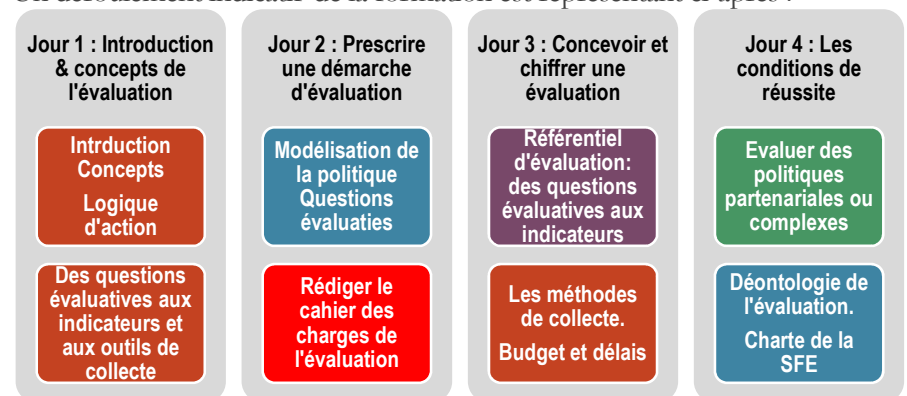 Un déroulement indicatif de la formation est représentant ci-après :
Jour 1 : Introduction
& concepts de
l'évaluation
Intrduction
Concepts
Logique
d'action
Des questions
évaluatives aux
indicateurs et
aux outils de
collecte
Jour 2 : Prescrire
une démarche
d'évaluation
Modélisation de
la politique
Questions
évaluaties
Rédiger le
cahier des
charges de
l'évaluation
Jour 3 : Concevoir et
chiffrer une
évaluation
Référentiel
d'évaluation:
des questions
évaluatives aux
indicateurs
Les méthodes
de collecte.
Budget et délais
Jour 4 : Les
conditions de
réussite
Evaluer des
politiques
partenariales ou
complexes
Déontologie de
l'évaluation.
Charte de la
SFE